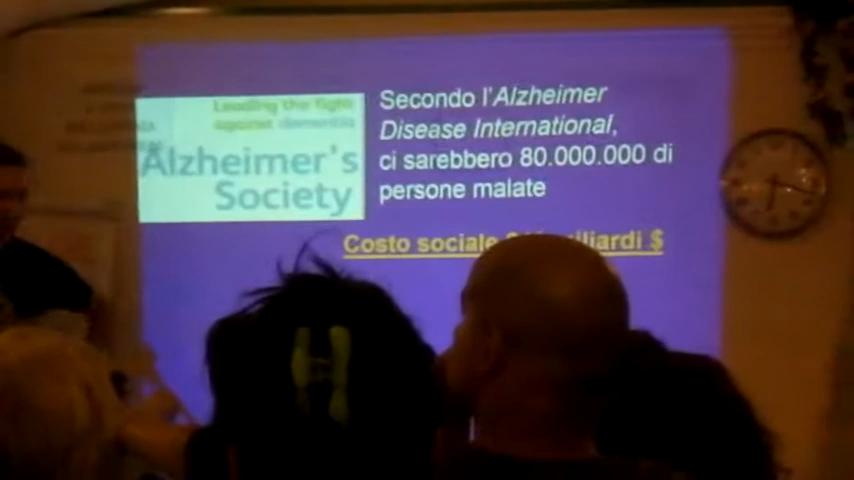 Leading the fight
against dementia
Alzheimer's
Society
Secondo l'Alzheimer
Disease International,
ci sarebbero 80.000.000 di
persone malate
Costo sociale
$